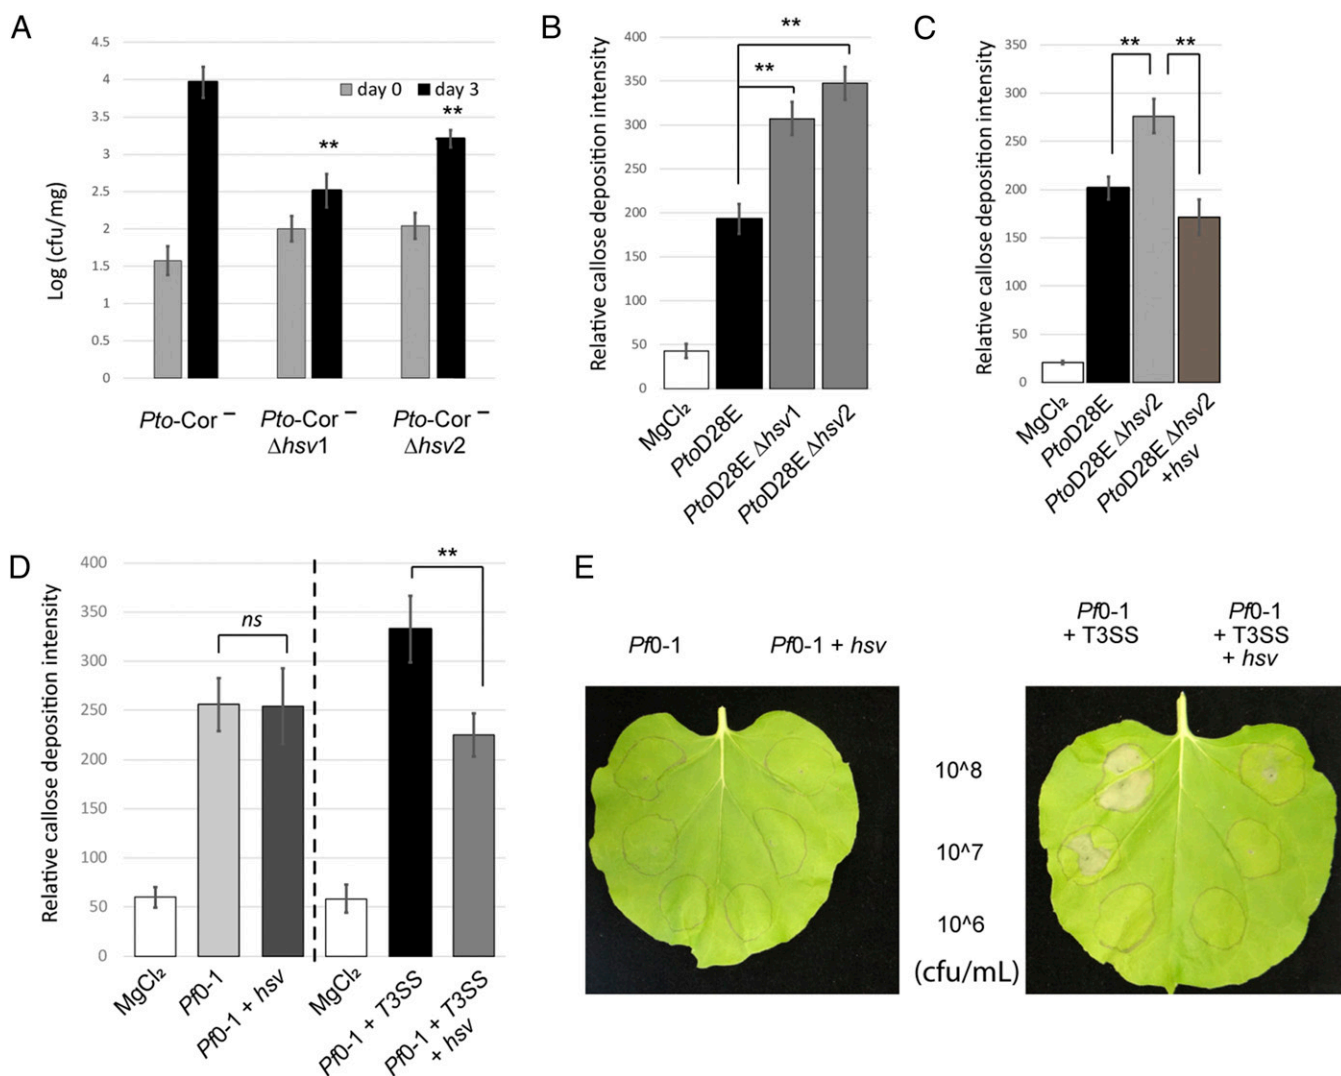 A
Log (cfu/mg)
4.5
4
3.5
3
2.5
2
1.5
1
0.5
0
day 0 day 3
**
**
Pto-Cor –
Pto-Cor –
Δhsv1
Pto-Cor –
Δhsv2
B
Relative callose deposition intensity
400
350
300
250
200
150
100
50
0
**
**
MgCl₂
PtoD28E
PtoD28E Δhsv1
PtoD28E Δhsv2
C
Relative callose deposition intensity
350
300
250
200
150
100
50
0
** **
MgCl₂
PtoD28E
PtoD28E Δhsv2
PtoD28E Δhsv2
+hsv
D
Relative callose deposition intensity
400
350
300
250
200
150
100
50
0
ns
**
MgCl₂
Pf0-1
Pf0-1 + hsv
MgCl₂
Pf0-1 + T3SS
Pf0-1 + T3SS
+ hsv
E
Pf0-1 Pf0-1 + hsv
Pf0-1
+ T3SS
Pf0-1
+ T3SS
+ hsv
10^8
10^7
10^6
(cfu/mL)